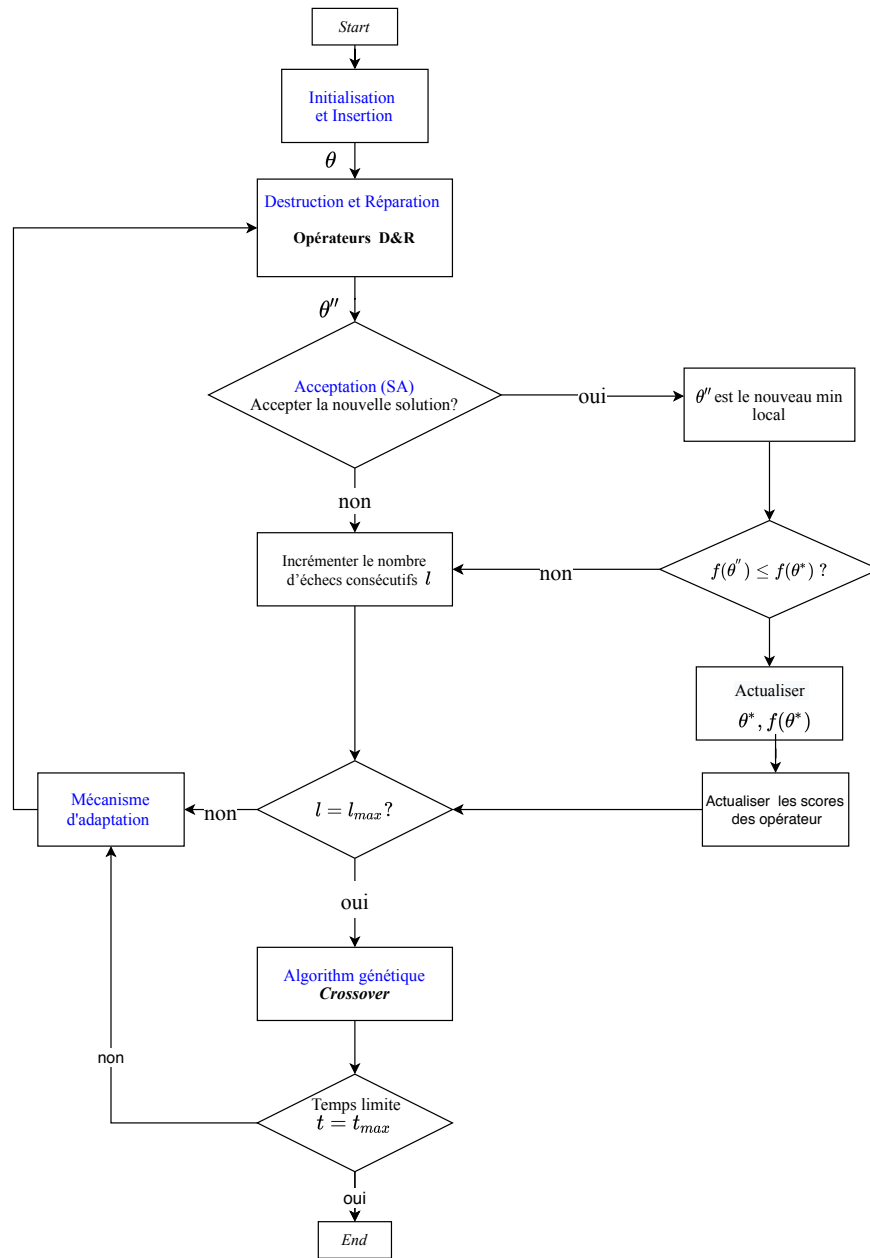 Start
Initialisation
et Insertion
θ
Destruction et Réparation
Opérateurs D&R
θ″
Acceptation (SA)
Accepter la nouvelle solution?
oui
θ″ est le nouveau min
local
non
Incrémenter le nombre
d'échecs consécutifs l
non
f(θ″) ≤ f(θ*) ?
Actualiser
θ*, f(θ*)
Mécanisme
d'adaptation
non
l = lmax?
Actualiser les scores
des opérateur
oui
Algorithm génétique
Crossover
non
Temps limite
t = tmax
oui
End